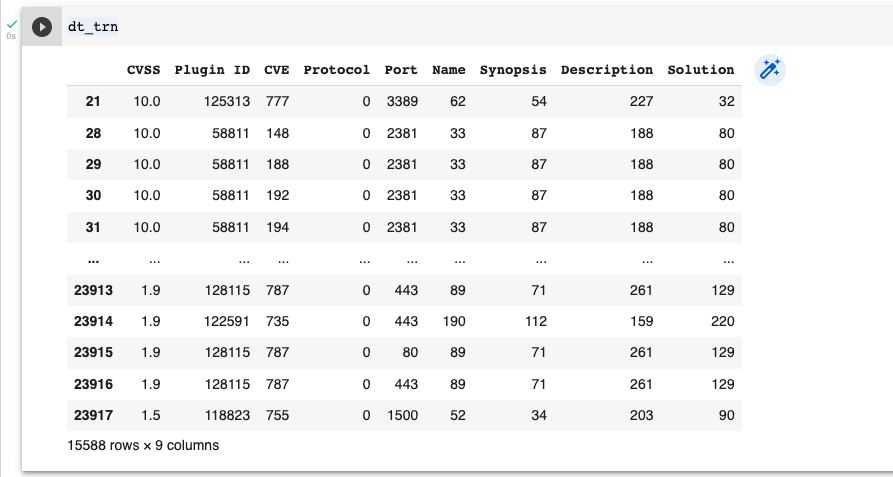 0s
dt_trn
CVSS Plugin ID CVE Protocol Port Name Synopsis Description Solution
21 10.0 125313 777 0 3389 62 54 227 32
28 10.0 58811 148 0 2381 33 87 188 80
29 10.0 58811 188 0 2381 33 87 188 80
30 10.0 58811 192 0 2381 33 87 188 80
31 10.0 58811 194 0 2381 33 87 188 80
... ... ... ... ... ... ... ... ... ...
23913 1.9 128115 787 0 443 89 71 261 129
23914 1.9 122591 735 0 443 190 112 159 220
23915 1.9 128115 787 0 80 89 71 261 129
23916 1.9 128115 787 0 443 89 71 261 129
23917 1.5 118823 755 0 1500 52 34 203 90
15588 rows × 9 columns